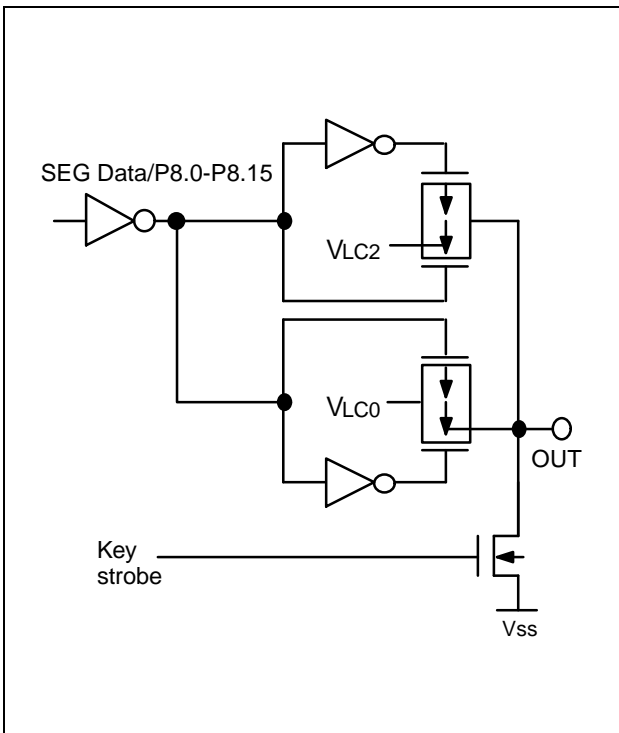 SEG Data/P8.0-P8.15
VLC2
VLC0
OUT
Key
strobe
Vss